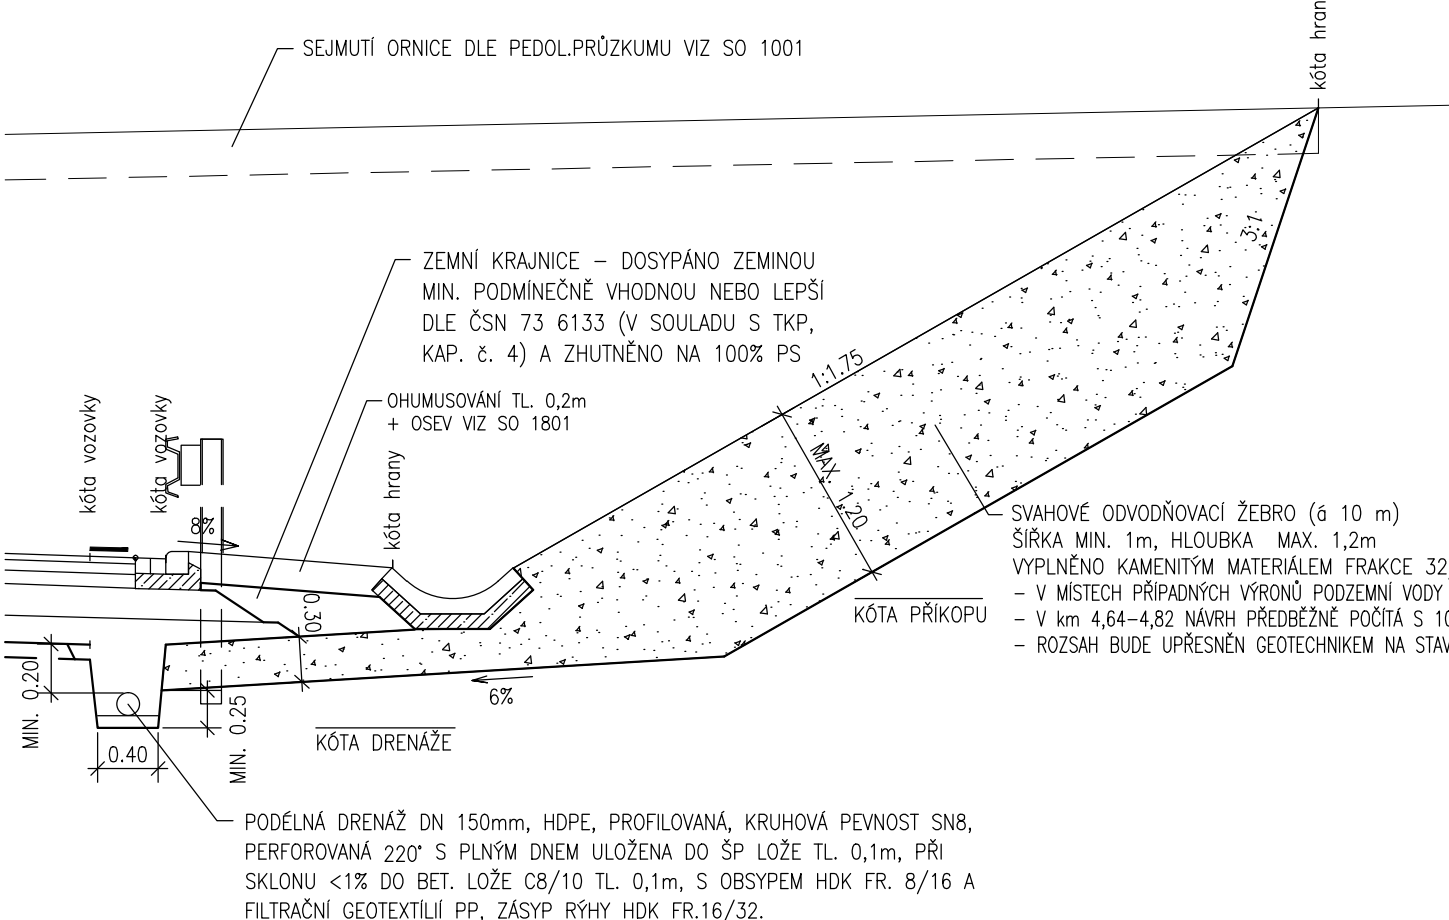 kóta hran
SEJMUTÍ ORNICE DLE PEDOL.PRŮZKUMU VIZ SO 1001
3:1
ZEMNÍ KRAJNICE – DOSYPÁNO ZEMINOU
MIN. PODMÍNEČNĚ VHODNOU NEBO LEPŠÍ
DLE ČSN 73 6133 (V SOULADU S TKP,
KAP. č. 4) A ZHUTNĚNO NA 100% PS
1:1.75
OHUMUSOVÁNÍ TL. 0,2m
+ OSEV VIZ SO 1801
kóta vozovky
kóta vozovky
kóta hrany
8%
MAX. 1.20
SVAHOVÉ ODVODŇOVACÍ ŽEBRO (á 10 m)
ŠÍŘKA MIN. 1m, HLOUBKA MAX. 1,2m
VYPLNĚNO KAMENITÝM MATERIÁLEM FRAKCE 32
– V MÍSTECH PŘÍPADNÝCH VÝRONŮ PODZEMNÍ VODY
– V km 4,64–4,82 NÁVRH PŘEDBĚŽNĚ POČÍTÁ S 10
– ROZSAH BUDE UPŘESNĚN GEOTECHNIKEM NA STAV
KÓTA PŘÍKOPU
0.30
MIN. 0.20
6%
MIN. 0.25
KÓTA DRENÁŽE
0.40
PODÉLNÁ DRENÁŽ DN 150mm, HDPE, PROFILOVANÁ, KRUHOVÁ PEVNOST SN8,
PERFOROVANÁ 220° S PLNÝM DNEM ULOŽENA DO ŠP LOŽE TL. 0,1m, PŘI
SKLONU <1% DO BET. LOŽE C8/10 TL. 0,1m, S OBSYPEM HDK FR. 8/16 A
FILTRAČNÍ GEOTEXTÍLIÍ PP, ZÁSYP RÝHY HDK FR.16/32.